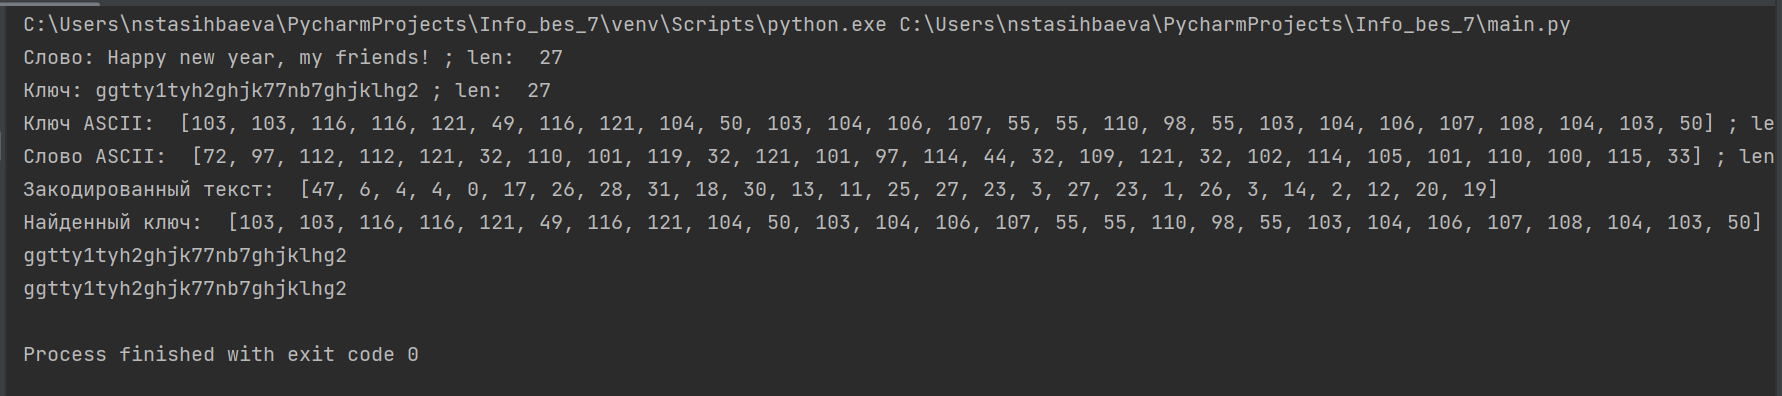 C:\Users\nstasihbaeva\PycharmProjects\Info_bes_7\venv\Scripts\python.exe C:\Users\nstasihbaeva\PycharmProjects\Info_bes_7\main.py
Слово: Happy new year, my friends! ; len:  27
Ключ: ggtty1tyh2ghjk77nb7ghjklhg2 ; len:  27
Ключ ASCII:  [103, 103, 116, 116, 121, 49, 116, 121, 104, 50, 103, 104, 106, 107, 55, 55, 110, 98, 55, 103, 104, 106, 107, 108, 104, 103, 50] ; le
Слово ASCII:  [72, 97, 112, 112, 121, 32, 110, 101, 119, 32, 121, 101, 97, 114, 44, 32, 109, 121, 32, 102, 114, 105, 101, 110, 100, 115, 33] ; len
Закодированный текст:  [47, 6, 4, 4, 0, 17, 26, 28, 31, 18, 30, 13, 11, 25, 27, 23, 3, 27, 23, 1, 26, 3, 14, 2, 12, 20, 19]
Найденный ключ:  [103, 103, 116, 116, 121, 49, 116, 121, 104, 50, 103, 104, 106, 107, 55, 55, 110, 98, 55, 103, 104, 106, 107, 108, 104, 103, 50]
ggtty1tyh2ghjk77nb7ghjklhg2
ggtty1tyh2ghjk77nb7ghjklhg2
Process finished with exit code 0